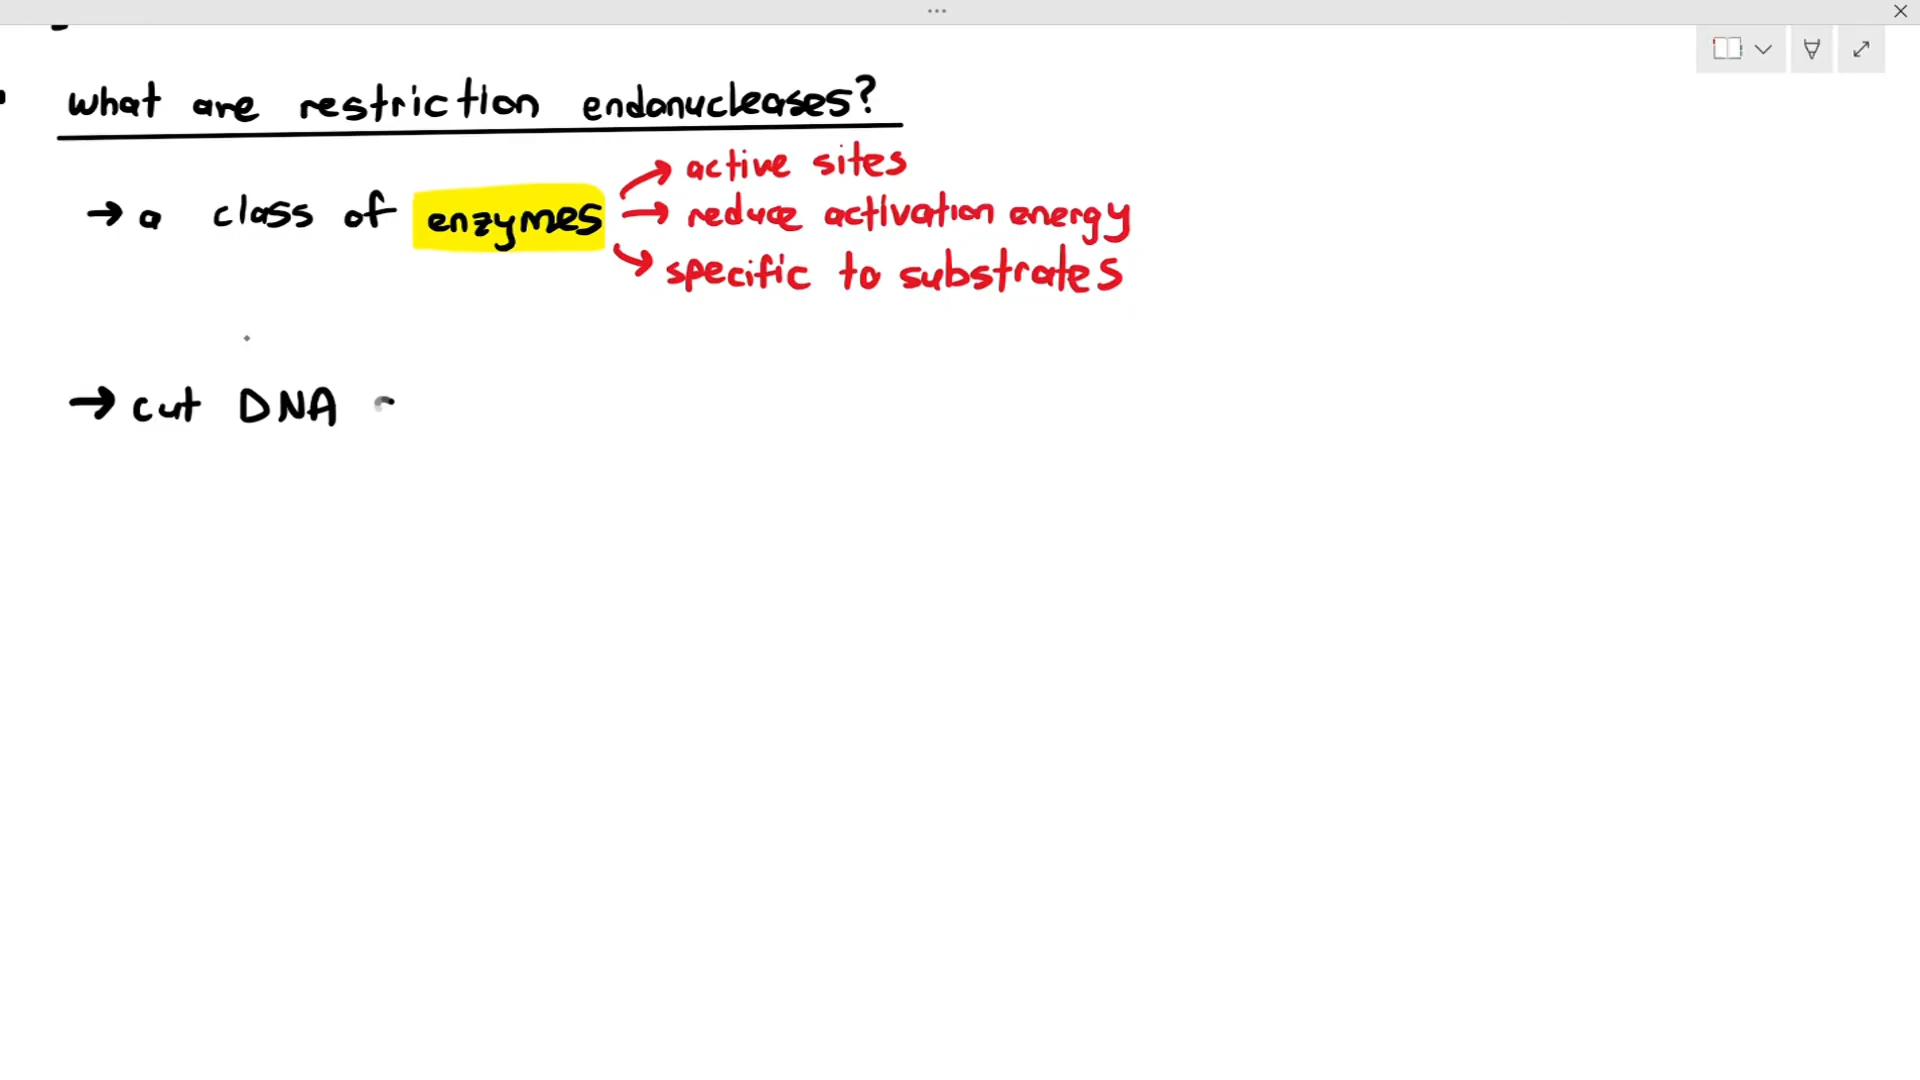 what are restriction endonucleases?
→ a class of enzymes
→ active sites
→ reduce activation energy
→ specific to substrates
→ cut DNA